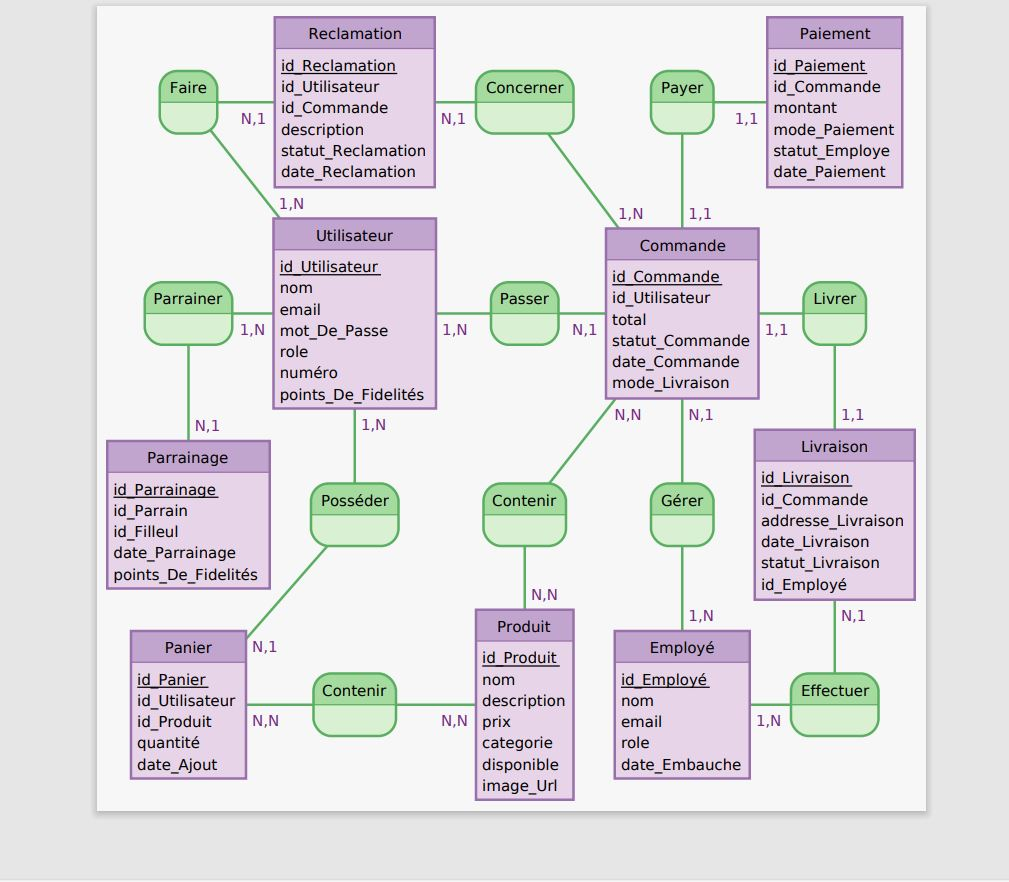 Reclamation
id_Reclamation
id_Utilisateur
id_Commande
description
statut_Reclamation
date_Reclamation
Paiement
id_Paiement
id_Commande
montant
mode_Paiement
statut_Employe
date_Paiement
Faire
Concerner
Payer
N,1
N,1
1,1
1,N
1,N
1,1
Utilisateur
id_Utilisateur
nom
email
mot_De_Passe
role
numéro
points_De_Fidelités
Commande
id_Commande
id_Utilisateur
total
statut_Commande
date_Commande
mode_Livraison
Parrainer
Passer
Livrer
1,N
1,N
N,1
1,1
N,1
1,N
N,N
N,1
1,1
Parrainage
id_Parrainage
id_Parrain
id_Filleul
date_Parrainage
points_De_Fidelités
Posséder
Contenir
Gérer
Livraison
id_Livraison
id_Commande
addresse_Livraison
date_Livraison
statut_Livraison
id_Employé
N,N
1,N
N,1
N,1
Panier
id_Panier
id_Utilisateur
id_Produit
quantité
date_Ajout
Contenir
N,N
N,N
Produit
id_Produit
nom
description
prix
categorie
disponible
image_Url
Employé
id_Employé
nom
email
role
date_Embauche
Effectuer
1,N